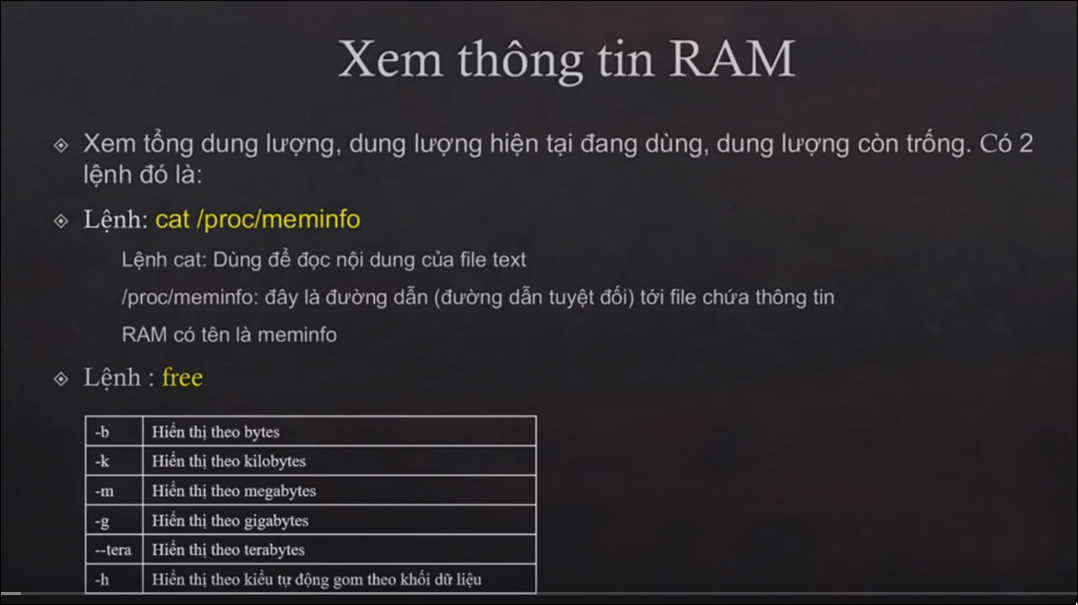 Xem thông tin RAM
Xem tổng dung lượng, dung lượng hiện tại đang dùng, dung lượng còn trống. Có 2
lệnh đó là:
Lệnh: cat /proc/meminfo
Lệnh cat: Dùng để đọc nội dung của file text
/proc/meminfo: đây là đường dẫn (đường dẫn tuyệt đối) tới file chứa thông tin
RAM có tên là meminfo
Lệnh : free
-b Hiển thị theo bytes
-k Hiển thị theo kilobytes
-m Hiển thị theo megabytes
-g Hiển thị theo gigabytes
--tera Hiển thị theo terabytes
-h Hiển thị theo kiểu tự động gom theo khối dữ liệu